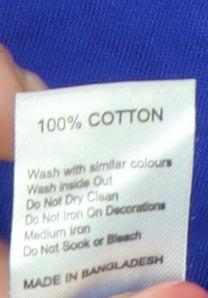 100% COTTON
Wash with similar colours
Wash inside Out
Do Not Dry Clean
Do Not Iron On Decorations
Medium iron
Do Not Sook or Bleach
MADE IN BANGLADESH